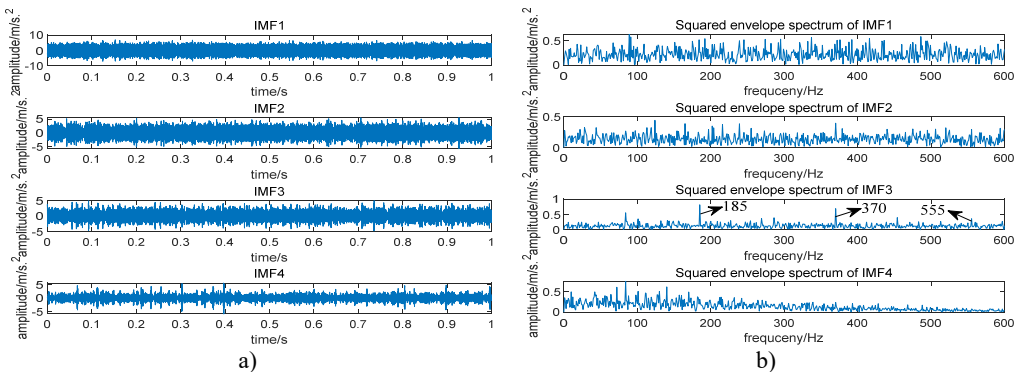 IMF1
amplitude/m/s.2
10
0
-10
0 0.1 0.2 0.3 0.4 0.5 0.6 0.7 0.8 0.9 1
time/s
IMF2
amplitude/m/s.2
5
0
-5
0 0.1 0.2 0.3 0.4 0.5 0.6 0.7 0.8 0.9 1
time/s
IMF3
amplitude/m/s.2
5
0
-5
0 0.1 0.2 0.3 0.4 0.5 0.6 0.7 0.8 0.9 1
time/s
IMF4
amplitude/m/s.2
5
0
-5
0 0.1 0.2 0.3 0.4 0.5 0.6 0.7 0.8 0.9 1
time/s
a)
Squared envelope spectrum of IMF1
amplitude/m/s.2
0.5
0
0 100 200 300 400 500 600
frequceny/Hz
Squared envelope spectrum of IMF2
amplitude/m/s.2
0.5
0
0 100 200 300 400 500 600
frequceny/Hz
Squared envelope spectrum of IMF3
amplitude/m/s.2
1
0.5
0
185
370
555
0 100 200 300 400 500 600
frequceny/Hz
Squared envelope spectrum of IMF4
amplitude/m/s.2
0.5
0
0 100 200 300 400 500 600
frequceny/Hz
b)